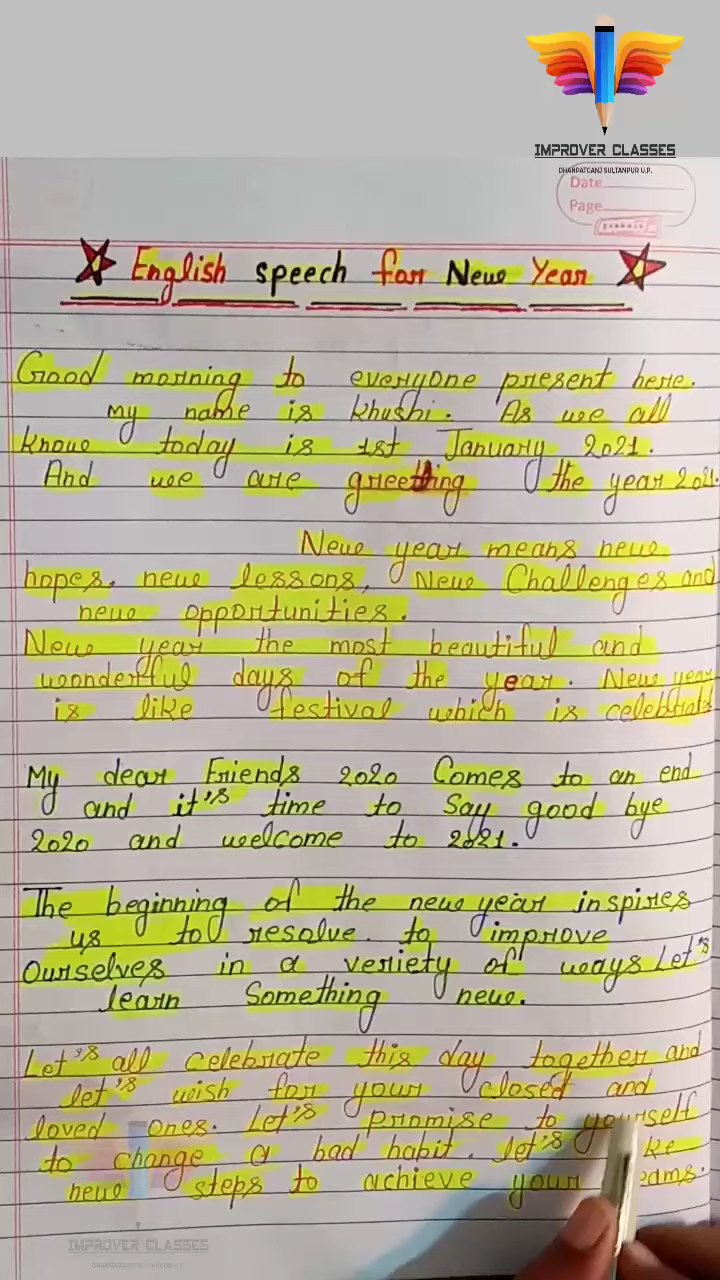 IMPROVER CLASSES
DHANPATGANJ SULTANPUR U.P.
Date
Page
English speech for New Year
Good morning to everyone present here.
My name is Khushi. As we all
know today is 1st January 2021.
And we are greeting the year 2021.
New year means new
hopes, new lessons, New Challenges and
new opportunities.
New year the most beautiful and
wonderful days of the year. New year
is like festival which is celebrate
My dear Friends 2020 Comes to an end
and it's time to Say good bye
2020 and welcome to 2021.
The beginning of the new year inspires
us to resolve to improve
Ourselves in a veriety of ways Let's
learn Something new.
Let's all celebrate this day together and
let's wish for your closed and
loved ones. Let's promise to yourself
to change a bad habit. let's
new steps to achieve your
IMPROVER CLASSES
DHANPATGANJ SULTANPUR U.P.